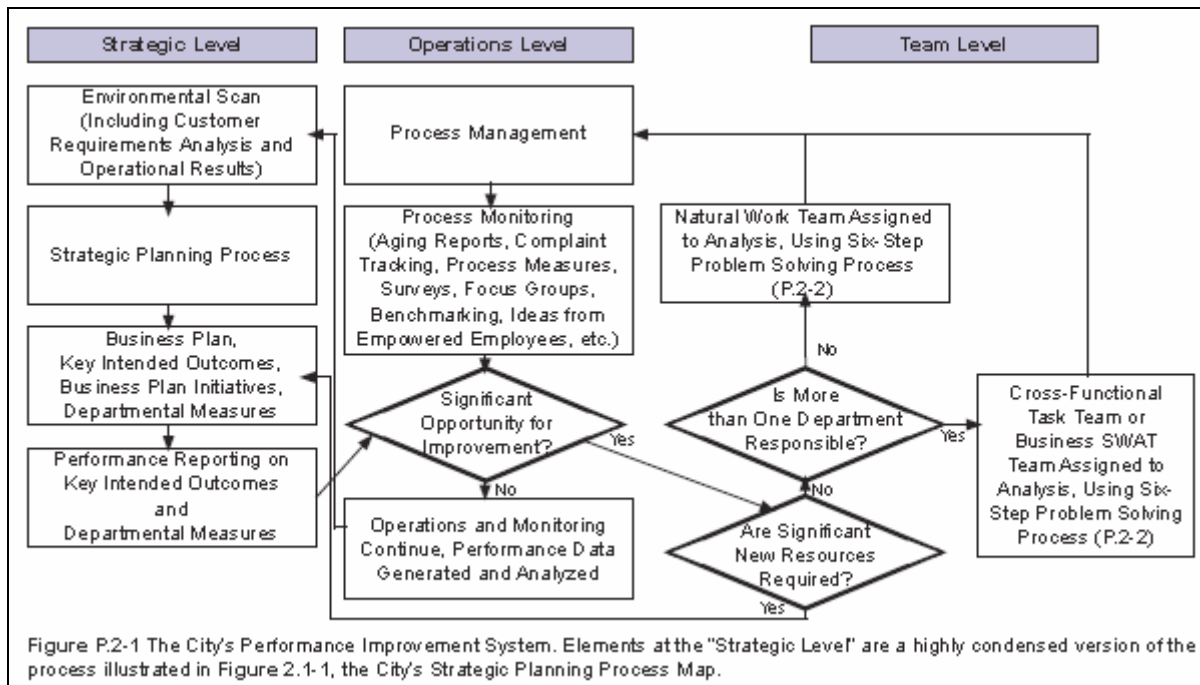 Strategic Level
Operations Level
Team Level
Environmental Scan
(Including Customer
Requirements Analysis and
Operational Results)
Strategic Planning Process
Business Plan,
Key Intended Outcomes,
Business Plan Initiatives,
Departmental Measures
Performance Reporting on
Key Intended Outcomes
and
Departmental Measures
Process Management
Process Monitoring
(Aging Reports, Complaint
Tracking, Process Measures,
Surveys, Focus Groups,
Benchmarking, Ideas from
Empowered Employees, etc.)
Significant
Opportunity for
Improvement?
Yes
No
Operations and Monitoring
Continue, Performance Data
Generated and Analyzed
Natural Work Team Assigned
to Analysis, Using Six-Step
Problem Solving Process
(P.2-2)
No
Is More
than One Department
Responsible?
Yes
No
Are Significant
New Resources
Required?
Yes
Cross-Functional
Task Team or
Business SWAT
Team Assigned to
Analysis, Using Six-
Step Problem Solving
Process (P.2-2)
Figure P.2-1 The City's Performance Improvement System. Elements at the "Strategic Level" are a highly condensed version of the
process illustrated in Figure 2.1-1, the City's Strategic Planning Process Map.